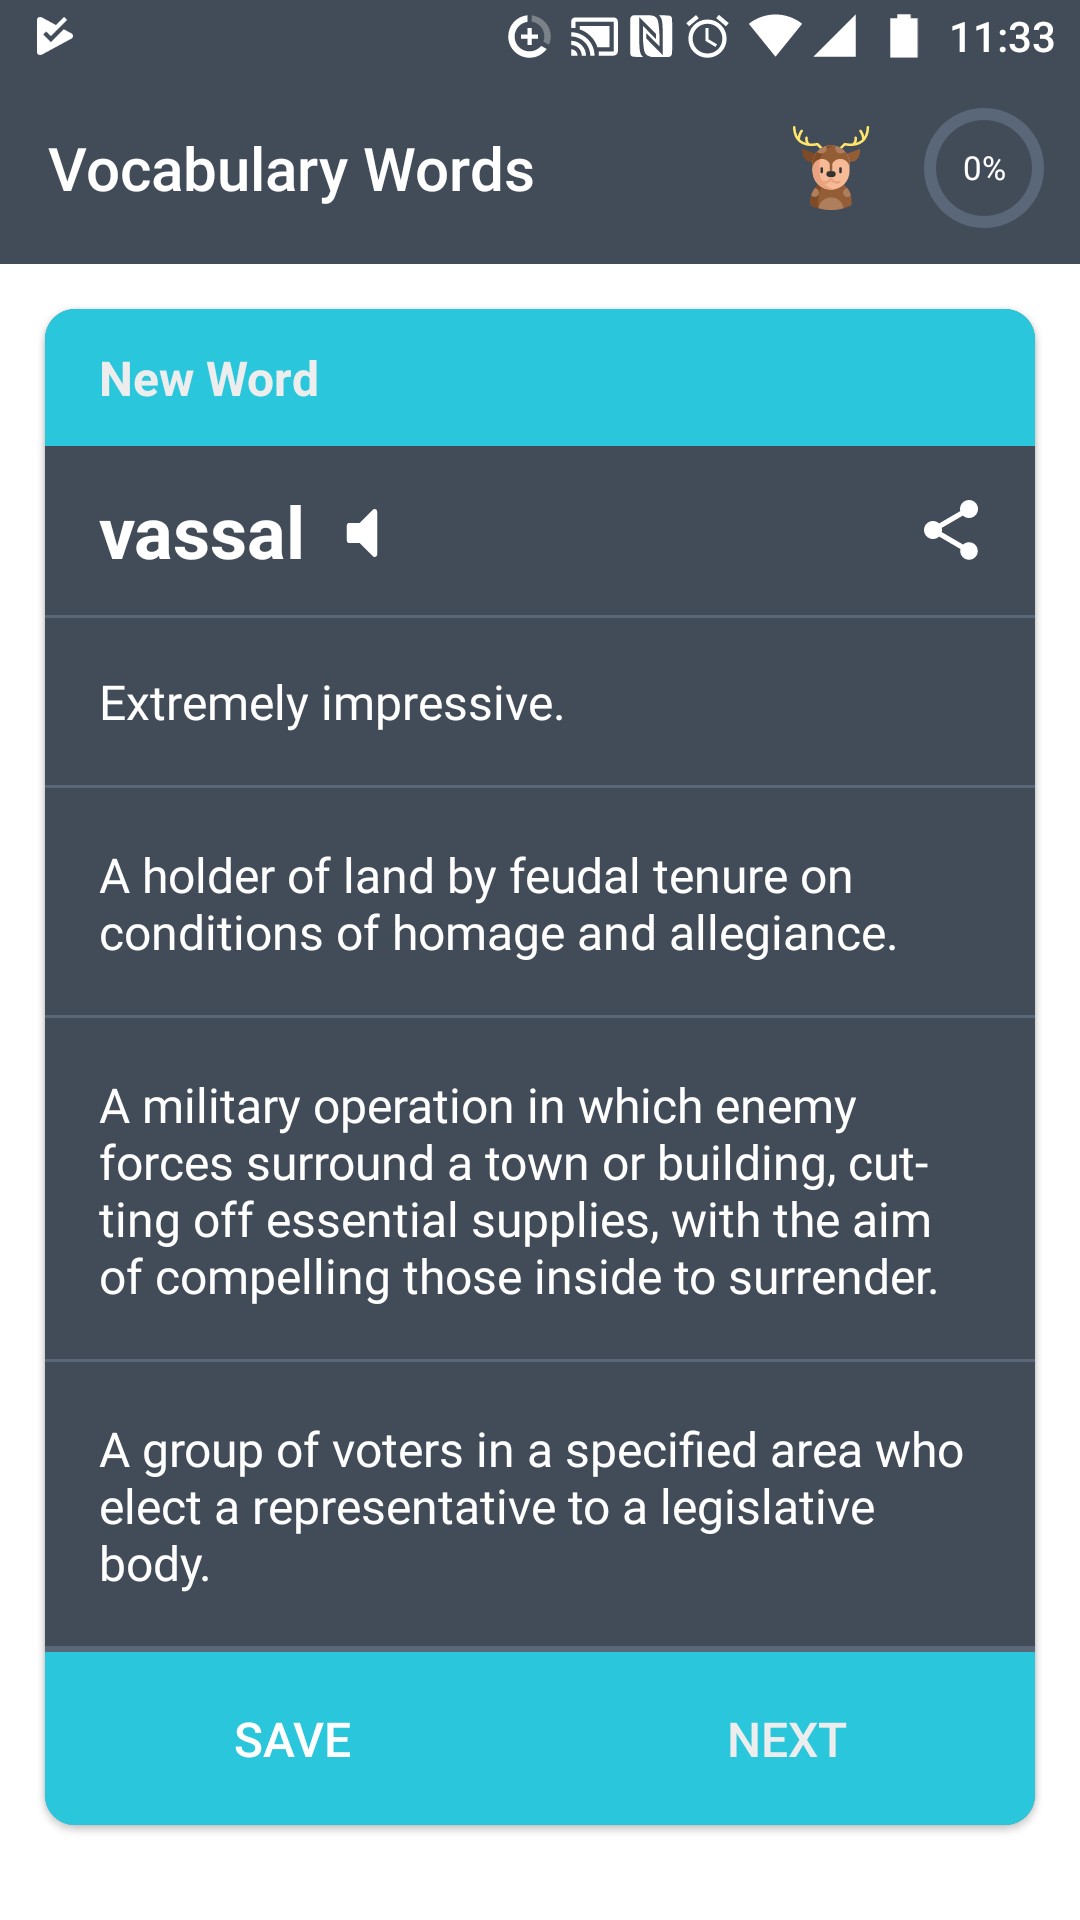 11:33
Vocabulary Words
0%
New Word
vassal
Extremely impressive.
A holder of land by feudal tenure on
conditions of homage and allegiance.
A military operation in which enemy
forces surround a town or building, cut-
ting off essential supplies, with the aim
of compelling those inside to surrender.
A group of voters in a specified area who
elect a representative to a legislative
body.
SAVE
NEXT